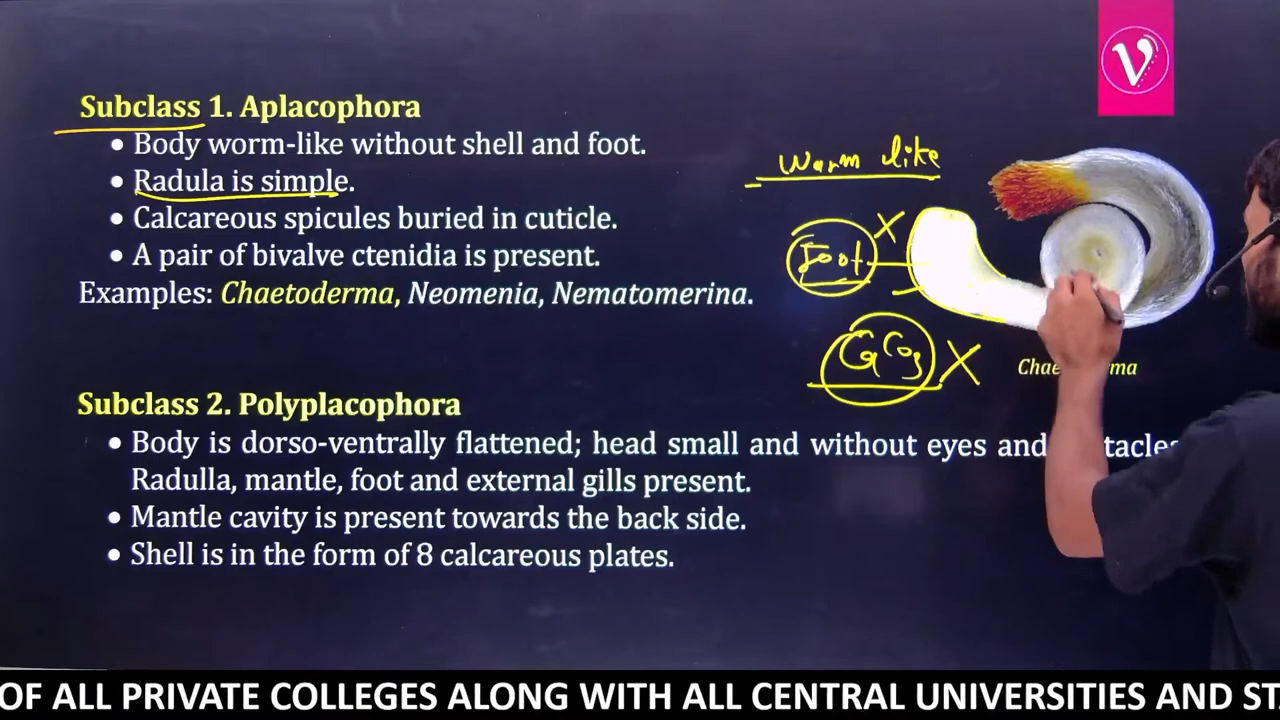 Subclass 1. Aplacophora
• Body worm-like without shell and foot.
• Radula is simple.
• Calcareous spicules buried in cuticle.
• A pair of bivalve ctenidia is present.
Examples: Chaetoderma, Neomenia, Nematomerina.
Warm like
Foot X
X
Chae ma
Subclass 2. Polyplacophora
• Body is dorso-ventrally flattened; head small and without eyes and tacles
Radulla, mantle, foot and external gills present.
• Mantle cavity is present towards the back side.
• Shell is in the form of 8 calcareous plates.
OF ALL PRIVATE COLLEGES ALONG WITH ALL CENTRAL UNIVERSITIES AND ST